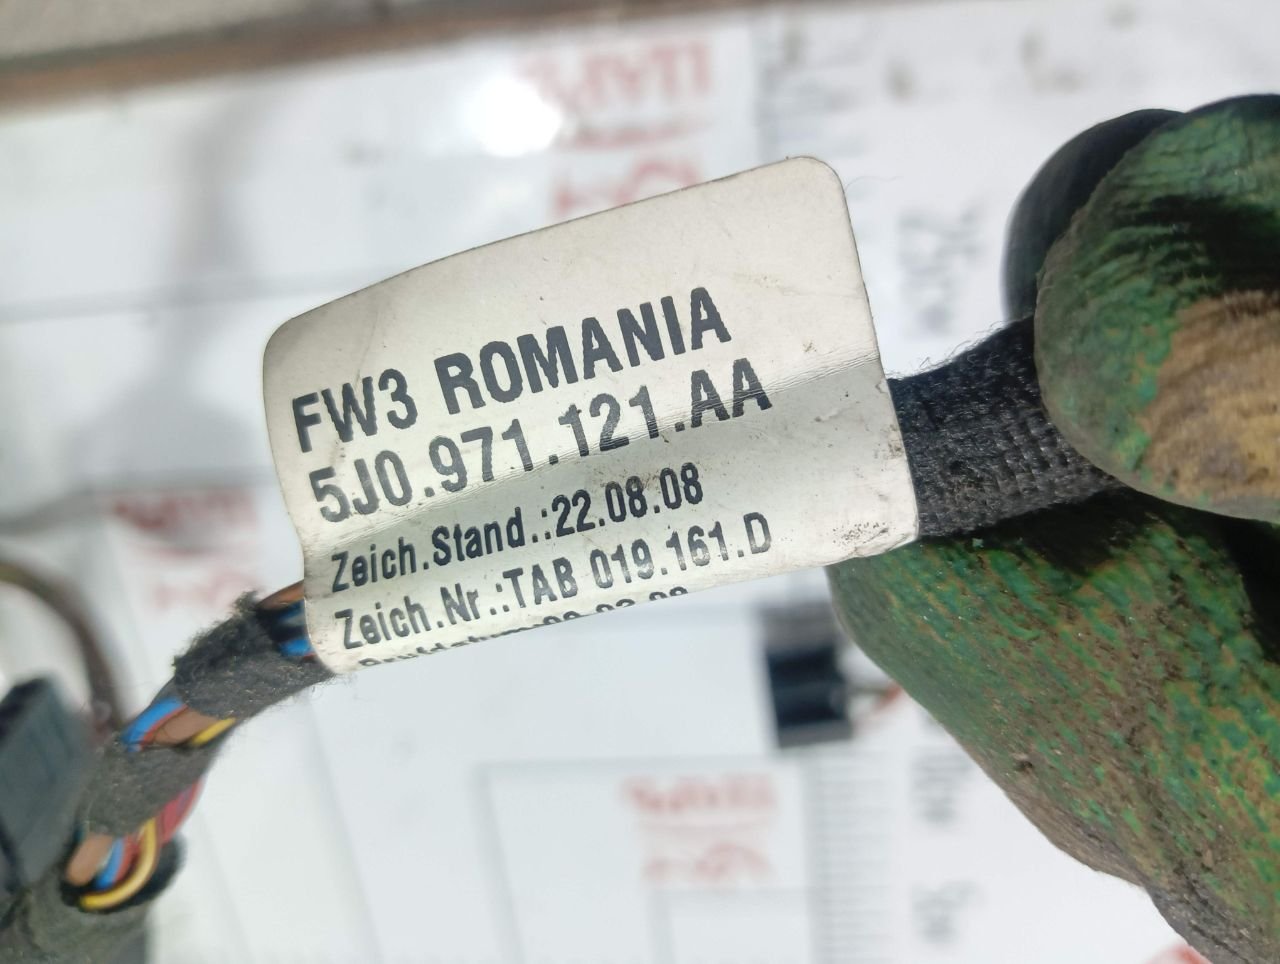 FW3 ROMANIA
5J0.971.121.AA
Zeich.Stand.:22.08.08
Zeich.Nr.:TAB 019.161.D